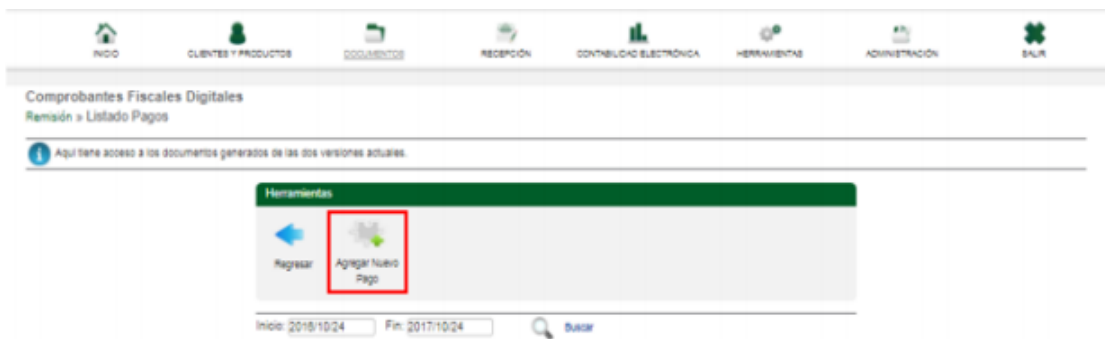 INICIO CLIENTES Y PRODUCTOS DOCUMENTOS RECEPCIÓN CONTABILIDAD ELECTRÓNICA HERRAMIENTAS ADMINISTRACIÓN SALIR
Comprobantes Fiscales Digitales
Remisión » Listado Pagos
Aquí tiene acceso a los documentos generados de las dos versiones actuales.
Herramientas
Regresar Agregar Nuevo
Pago
Inicio: 2016/10/24 Fin: 2017/10/24 Buscar